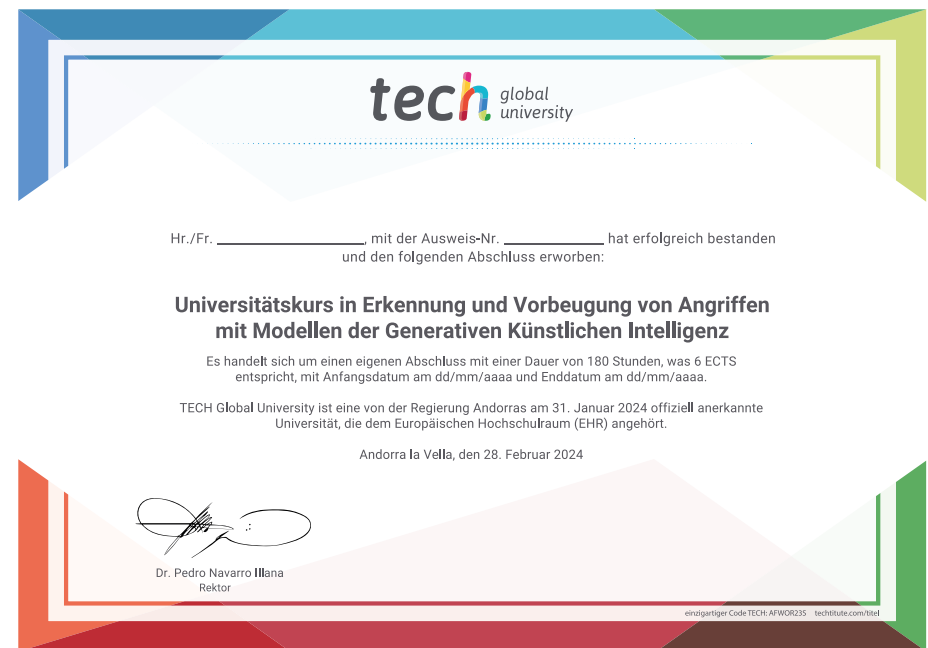 tech global
university
Hr./Fr. ____________________, mit der Ausweis-Nr. ______________ hat erfolgreich bestanden
und den folgenden Abschluss erworben:
Universitätskurs in Erkennung und Vorbeugung von Angriffen
mit Modellen der Generativen Künstlichen Intelligenz
Es handelt sich um einen eigenen Abschluss mit einer Dauer von 180 Stunden, was 6 ECTS
entspricht, mit Anfangsdatum am dd/mm/aaaa und Enddatum am dd/mm/aaaa.
TECH Global University ist eine von der Regierung Andorras am 31. Januar 2024 offiziell anerkannte
Universität, die dem Europäischen Hochschulraum (EHR) angehört.
Andorra la Vella, den 28. Februar 2024
Dr. Pedro Navarro Illana
Rektor
einzigartiger Code TECH: AFWOR23S techtitute.com/titel